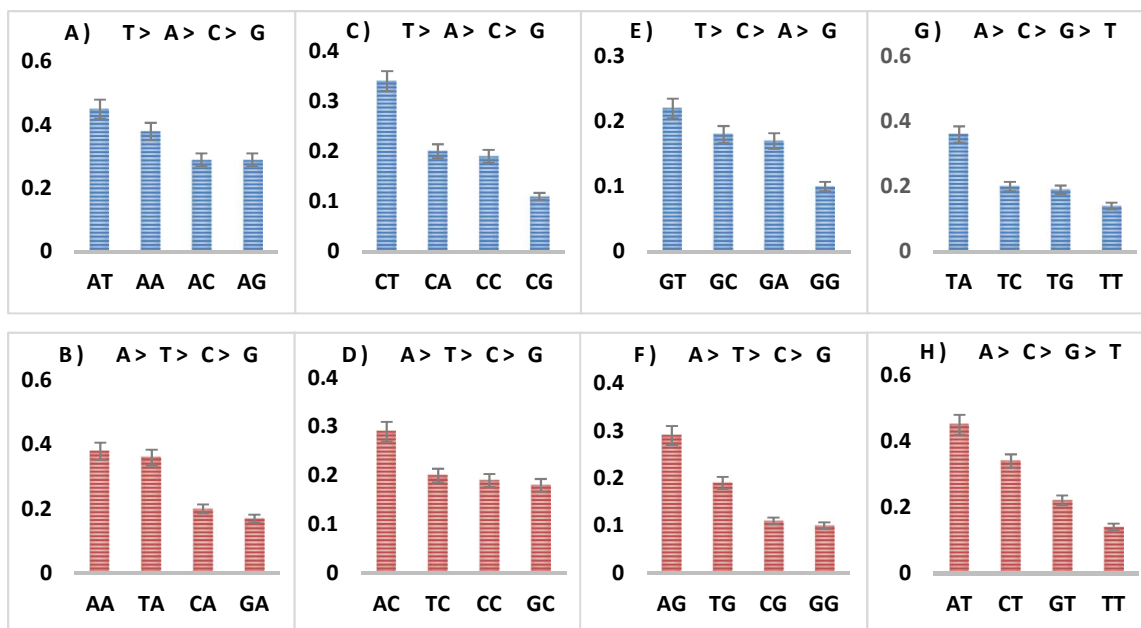 A) T > A > C > G
0.6
0.4
0.2
0
AT AA AC AG
C) T > A > C > G
0.4
0.3
0.2
0.1
0
CT CA CC CG
E) T > C > A > G
0.3
0.2
0.1
0
GT GC GA GG
G) A > C > G > T
0.6
0.4
0.2
0
TA TC TG TT
B) A > T > C > G
0.6
0.4
0.2
0
AA TA CA GA
D) A > T > C > G
0.4
0.3
0.2
0.1
0
AC TC CC GC
F) A > T > C > G
0.4
0.3
0.2
0.1
0
AG TG CG GG
H) A > C > G > T
0.6
0.4
0.2
0
AT CT GT TT